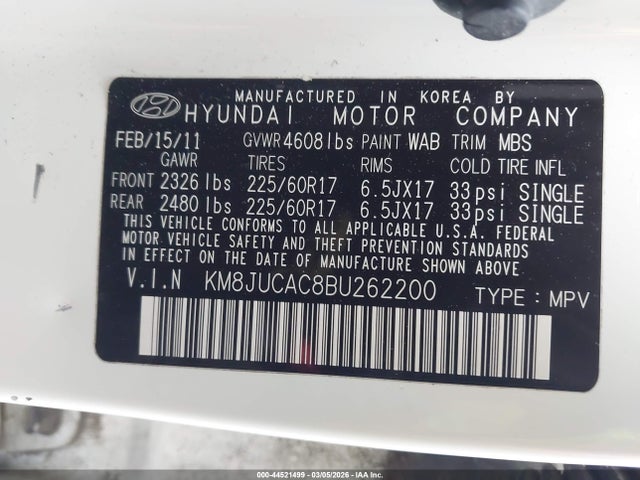 MANUFACTURED IN KOREA BY
HYUNDAI MOTOR COMPANY
FEB/15/11 GVWR 4608lbs PAINT WAB TRIM MBS
GAWR TIRES RIMS COLD TIRE INFL
FRONT 2326 lbs 225/60R17 6.5JX17 33psi SINGLE
REAR 2480 lbs 225/60R17 6.5JX17 33psi SINGLE
THIS VEHICLE CONFORMS TO ALL APPLICABLE U.S.A. FEDERAL
MOTOR VEHICLE SAFETY AND THEFT PREVENTION STANDARDS
IN EFFECT ON THE DATE OF MANUFACTURE SHOWN ABOVE.
V.I.N KM8JUCAC8BU262200 TYPE : MPV
000-44521499 | 03/05/2026 | IAA Inc.